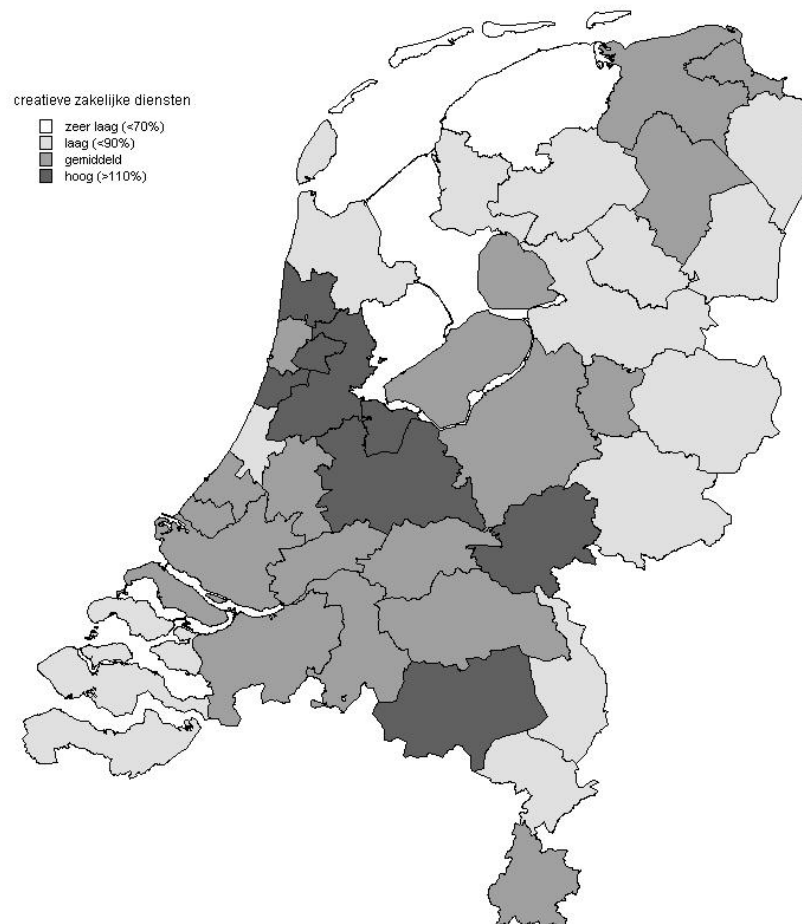 creatieve zakelijke diensten
zeer laag (<70%)
laag (<90%)
gemiddeld
hoog (>110%)